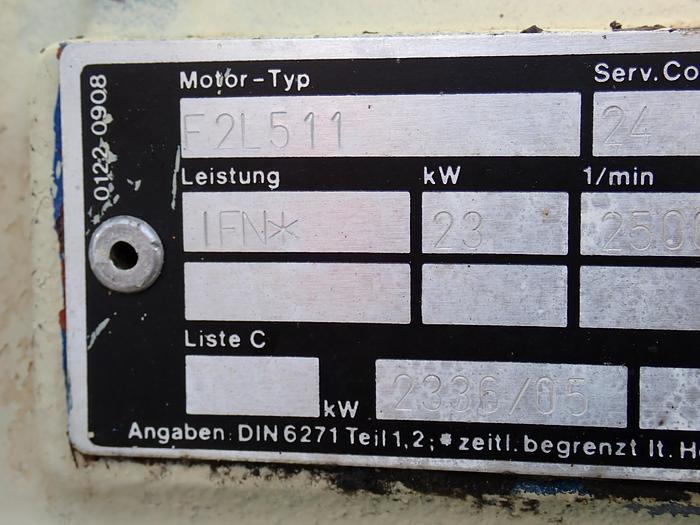 0122-0908
Motor-Typ Serv.Co
F2L511 24
Leistung kW 1/min
IFN* 23 250
Liste C
kW 2336/05
Angaben: DIN 6271 Teil 1,2; * zeitl. begrenzt lt. H